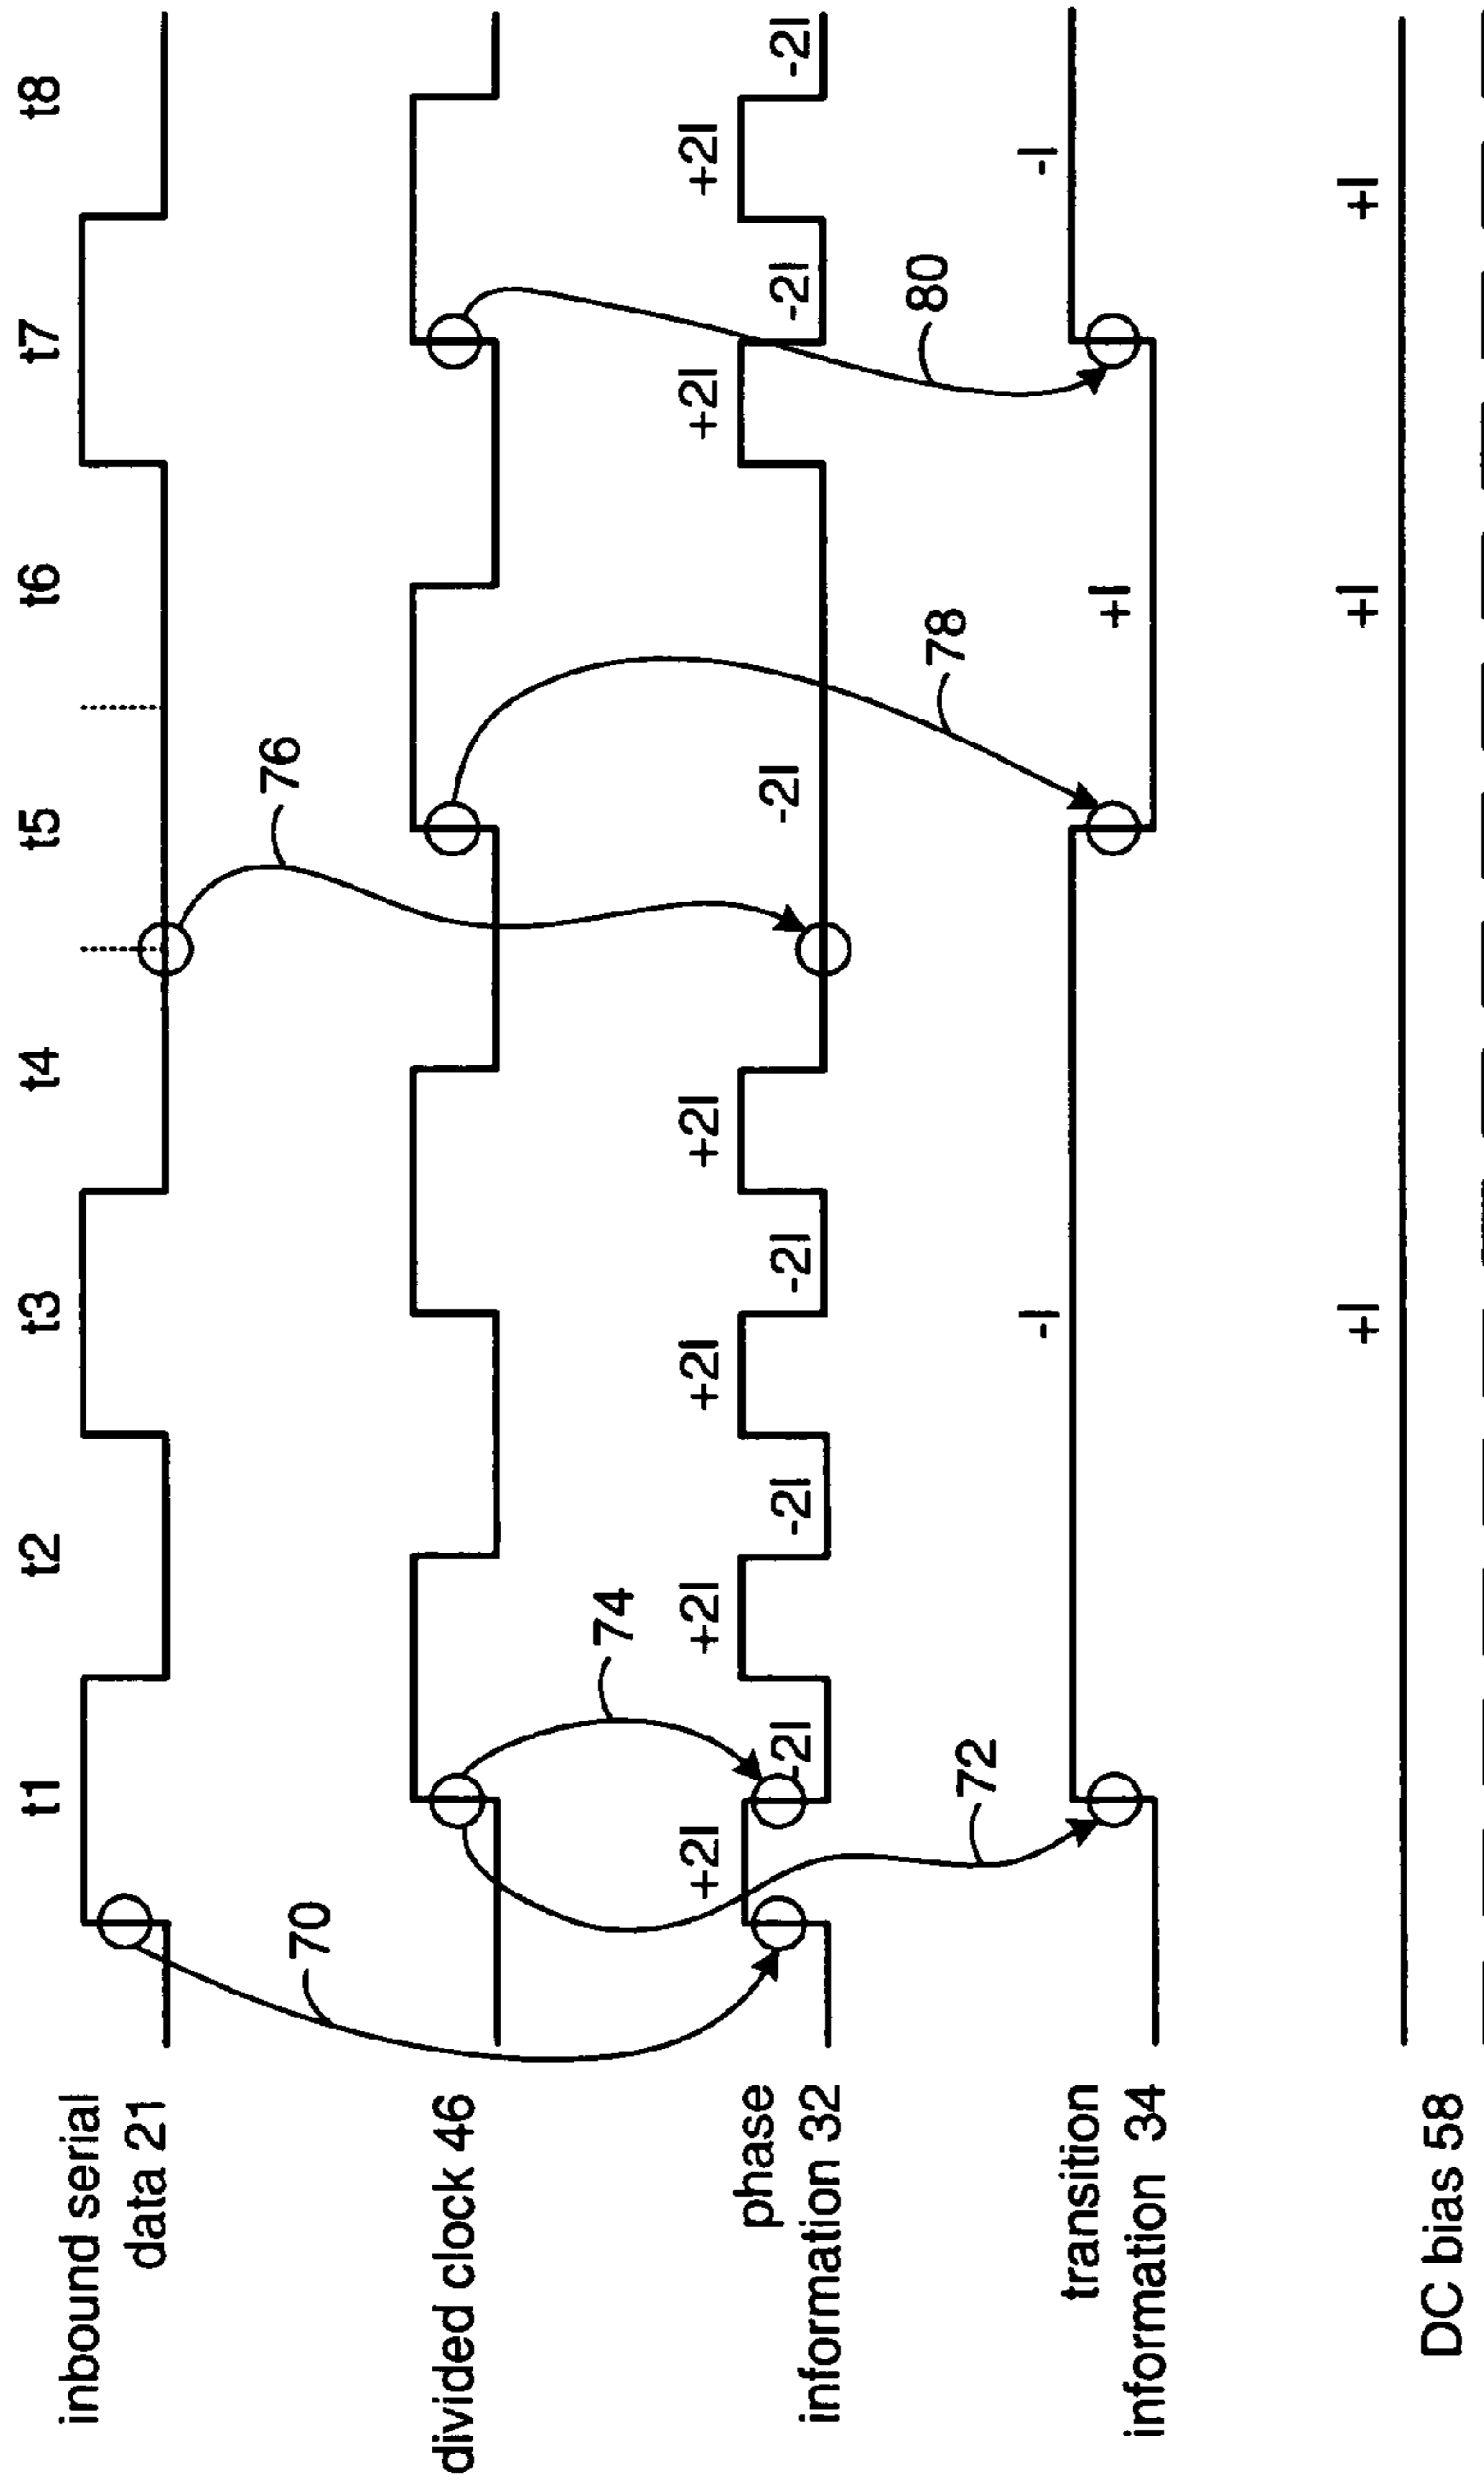 t1 t2 t3 t4 t5 t6 t7 t8
inbound serial
data 21
70
76
divided clock 46
74
+2I +2I +2I +2I +2I +2I
phase
information 32
-2I -2I -2I -2I -2I -2I
72
78
80
transition
information 34
-I +I -I
DC bias 58
+I +I +I